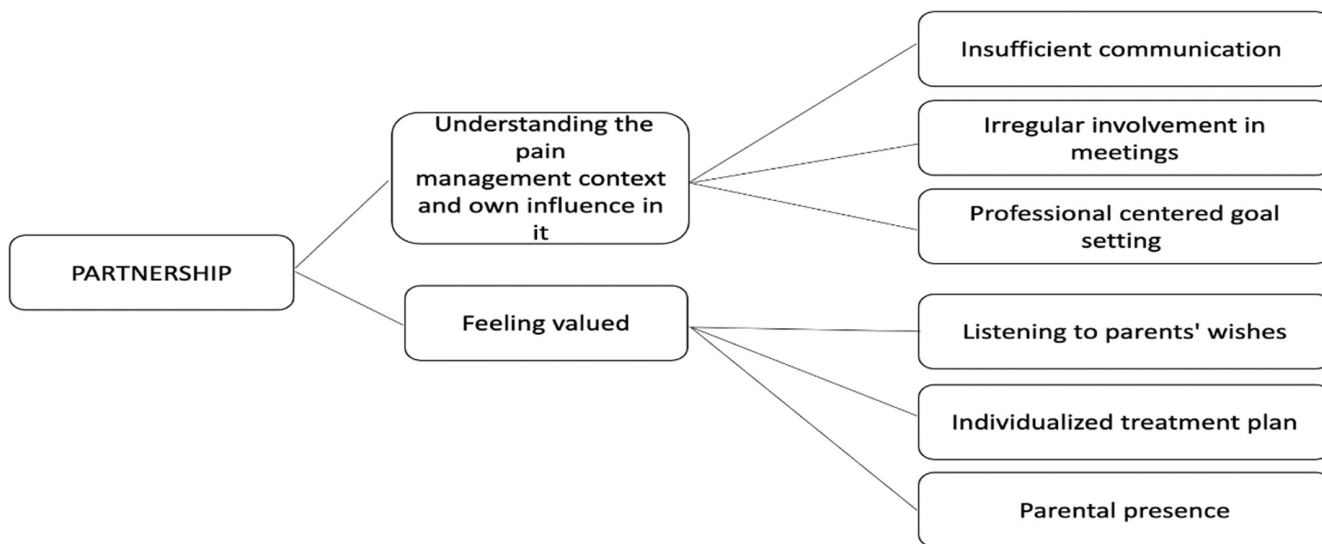 PARTNERSHIP
Understanding the
pain
management context
and own influence in
it
Feeling valued
Insufficient communication
Irregular involvement in
meetings
Professional centered goal
setting
Listening to parents' wishes
Individualized treatment plan
Parental presence